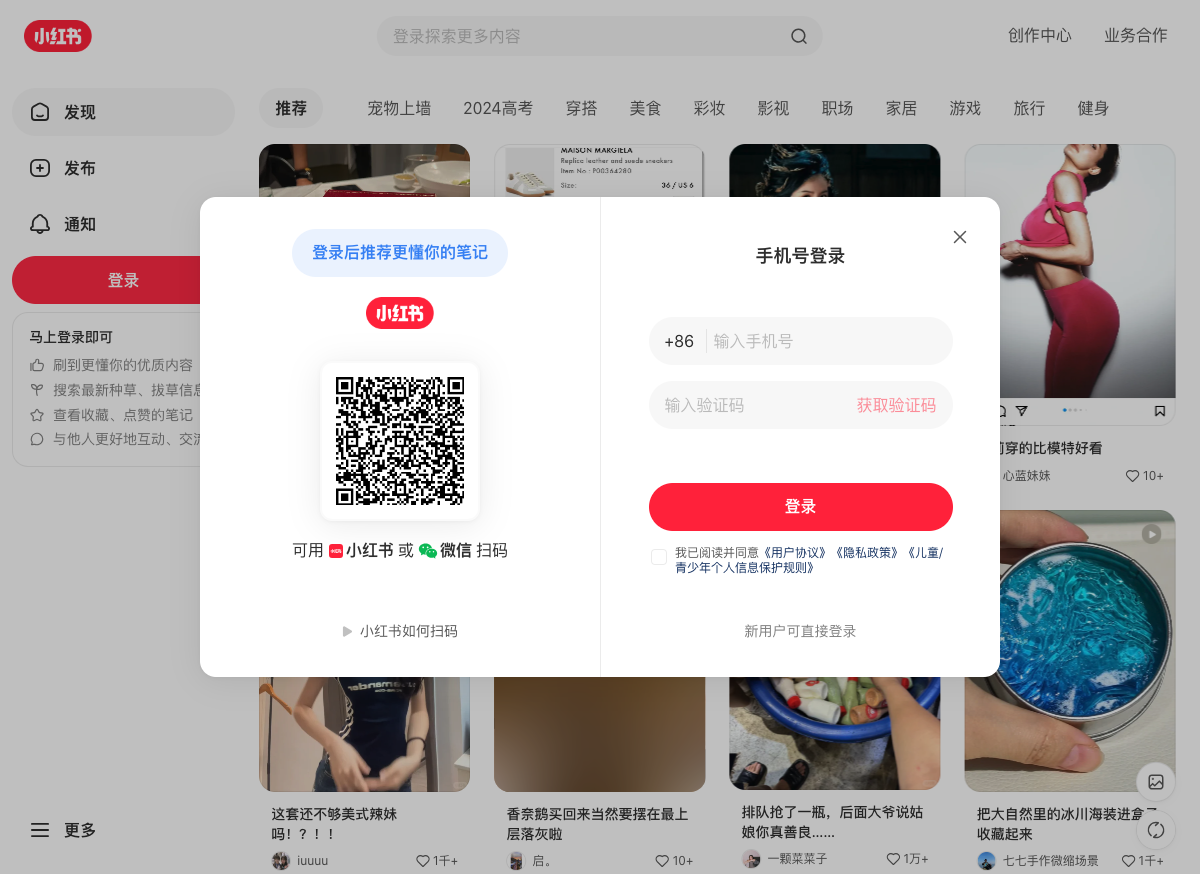 小红书
登录探索更多内容
创作中心
业务合作
发现
发布
通知
登录
马上登录即可
刷到更懂你的优质内容
搜索最新种草、拔草信息
查看收藏、点赞的笔记
与他人更好地互动、交流
更多
推荐
宠物上墙
2024高考
穿搭
美食
彩妆
影视
职场
家居
游戏
旅行
健身
MAISON MARGIELA
Replica leather and suede sneakers
Item No.: P00364280
Size:
36 / US 6
登录后推荐更懂你的笔记
小红书
可用 小红书 或 微信 扫码
小红书如何扫码
手机号登录
+86
输入手机号
输入验证码
获取验证码
登录
我已阅读并同意《用户协议》《隐私政策》《儿童/
青少年个人信息保护规则》
新用户可直接登录
穿的比模特好看
心蓝妹妹
10+
这套还不够美式辣妹
吗！？！！
iuuuu
1千+
香奈鹅买回来当然要摆在最上
层落灰啦
启。
10+
排队抢了一瓶，后面大爷说姑
娘你真善良……
一颗菜菜子
1万+
把大自然里的冰川海装进盒子
收藏起来
七七手作微缩场景
1千+